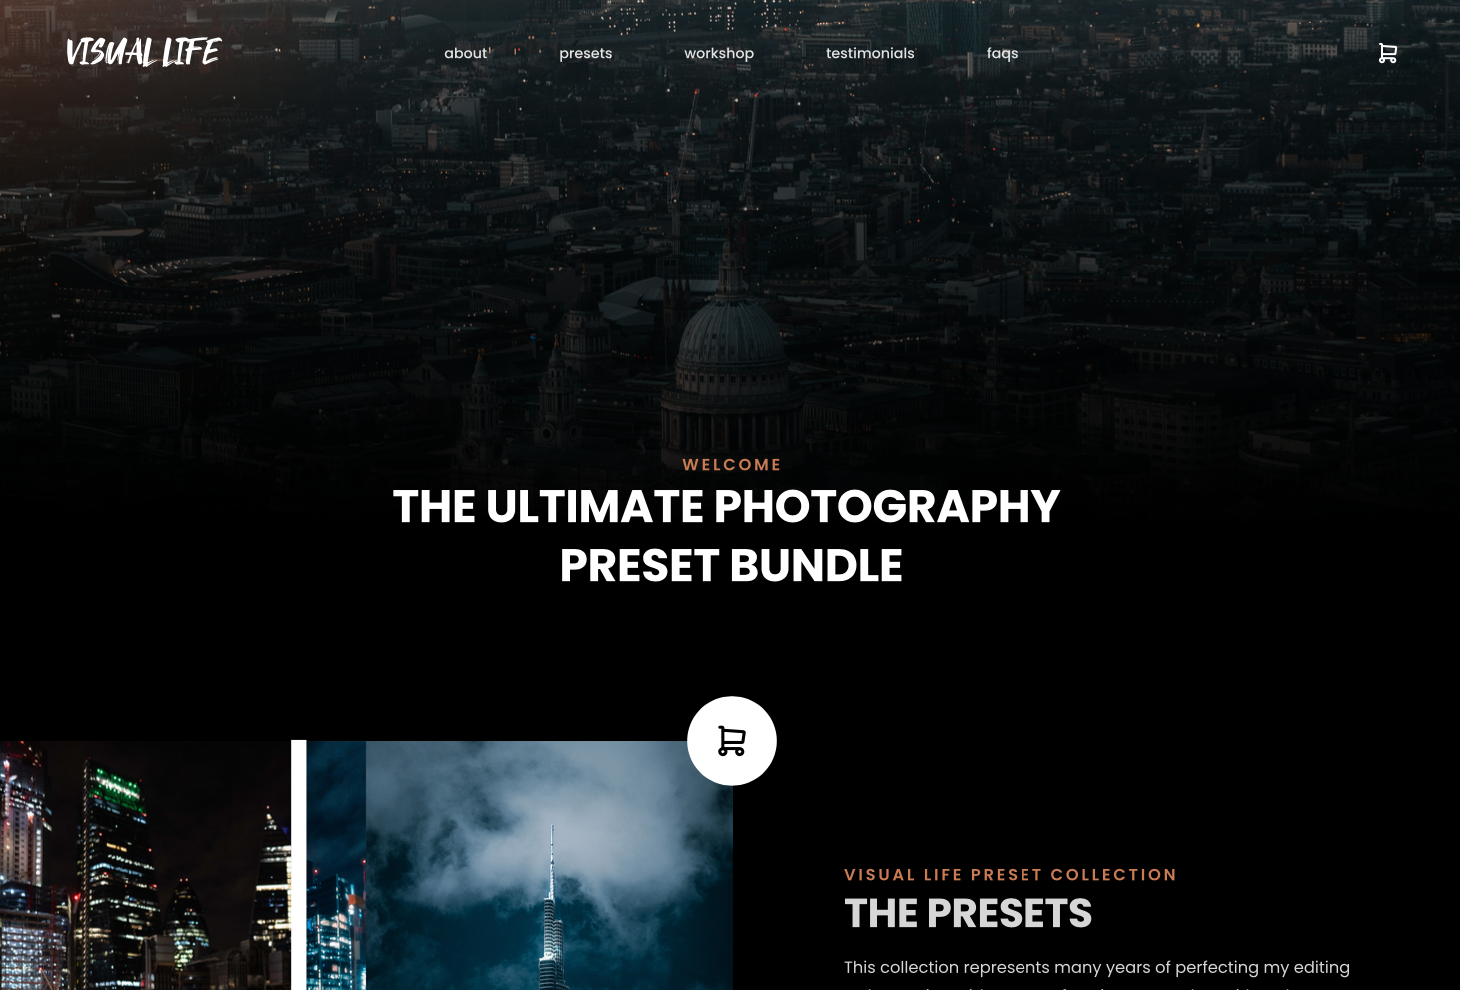 VISUAL LIFE
about presets workshop testimonials faqs
WELCOME
THE ULTIMATE PHOTOGRAPHY
PRESET BUNDLE
VISUAL LIFE PRESET COLLECTION
THE PRESETS
This collection represents many years of perfecting my editing